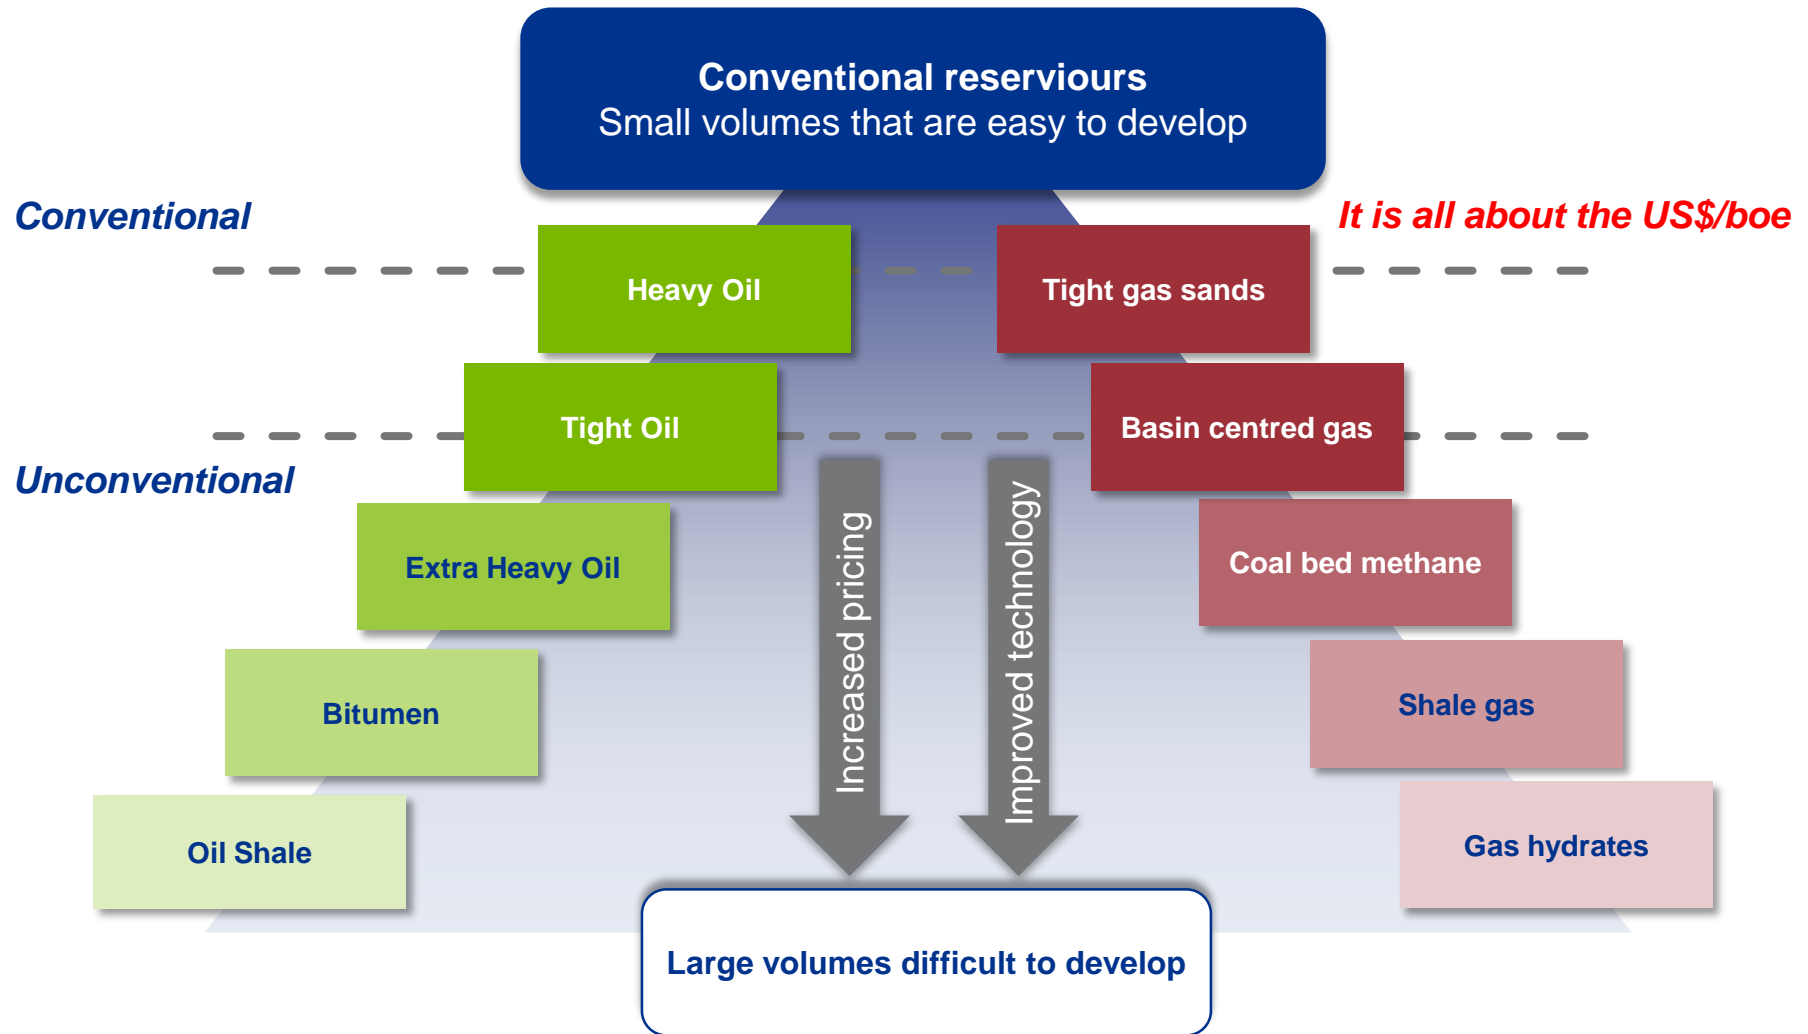 Conventional reserviours
Small volumes that are easy to develop
Conventional
It is all about the US$/boe
Heavy Oil
Tight gas sands
Tight Oil
Basin centred gas
Unconventional
Increased pricing
Improved technology
Extra Heavy Oil
Coal bed methane
Bitumen
Shale gas
Oil Shale
Gas hydrates
Large volumes difficult to develop